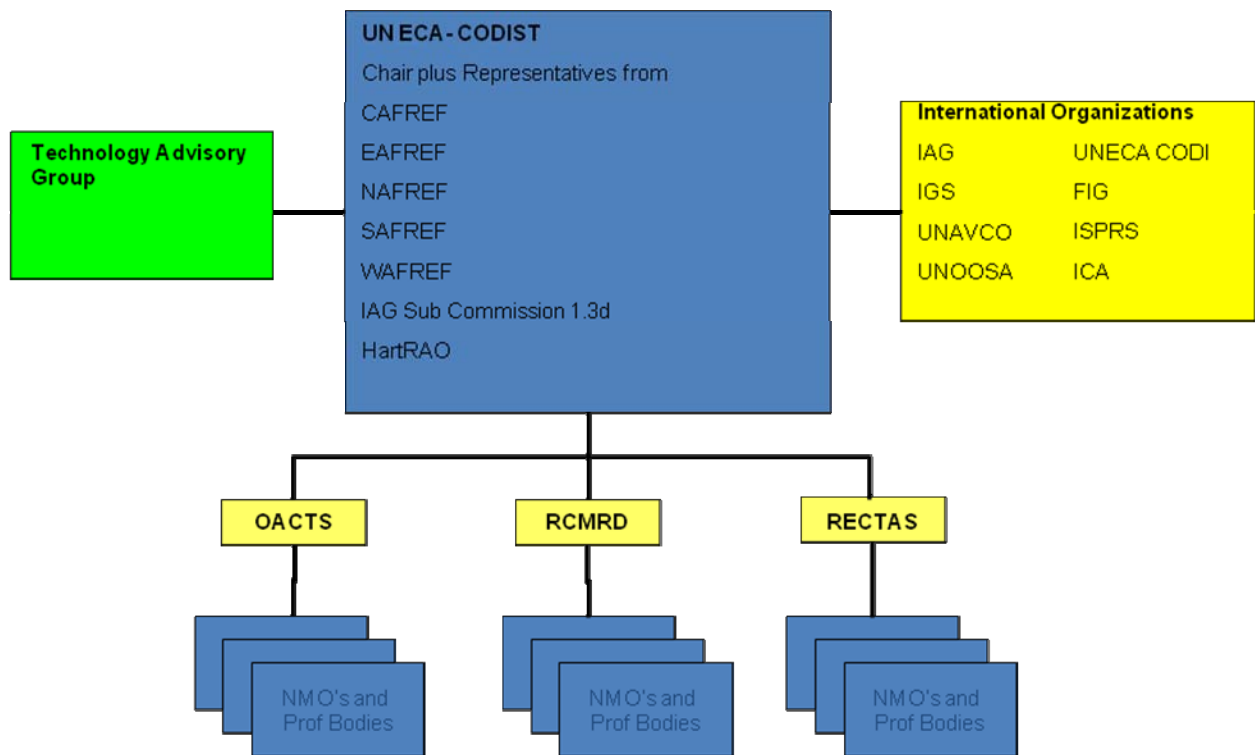 UN ECA - CODIST
Chair plus Representatives from
CAFREF
EAFREF
NAFREF
SAFREF
WAFREF
IAG Sub Commission 1.3d
HartRAO
Technology Advisory
Group
International Organizations
IAG UNECA CODI
IGS FIG
UNAVCO ISPRS
UNOOSA ICA
OACTS
RCMRD
RECTAS
NMO's and
Prof Bodies
NMO's and
Prof Bodies
NMO's and
Prof Bodies